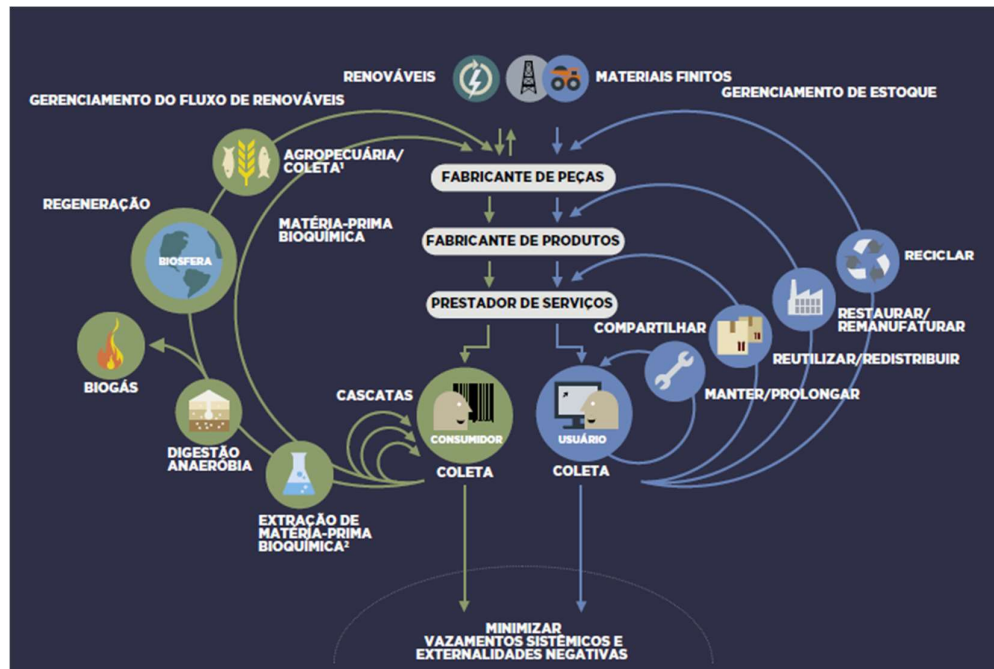 RENOVÁVEIS
MATERIAIS FINITOS
GERENCIAMENTO DO FLUXO DE RENOVÁVEIS
GERENCIAMENTO DE ESTOQUE
AGROPECUÁRIA/
COLETA¹
FABRICANTE DE PEÇAS
REGENERAÇÃO
MATÉRIA-PRIMA
BIOQUÍMICA
FABRICANTE DE PRODUTOS
BIOSFERA
RECICLAR
PRESTADOR DE SERVIÇOS
RESTAURAR/
REMANUFATURAR
COMPARTILHAR
REUTILIZAR/REDISTRIBUIR
BIOGÁS
CASCATAS
MANTER/PROLONGAR
CONSUMIDOR
USUÁRIO
DIGESTÃO
ANAERÓBIA
COLETA
COLETA
EXTRAÇÃO DE
MATÉRIA-PRIMA
BIOQUÍMICA²
MINIMIZAR
VAZAMENTOS SISTÊMICOS E
EXTERNALIDADES NEGATIVAS